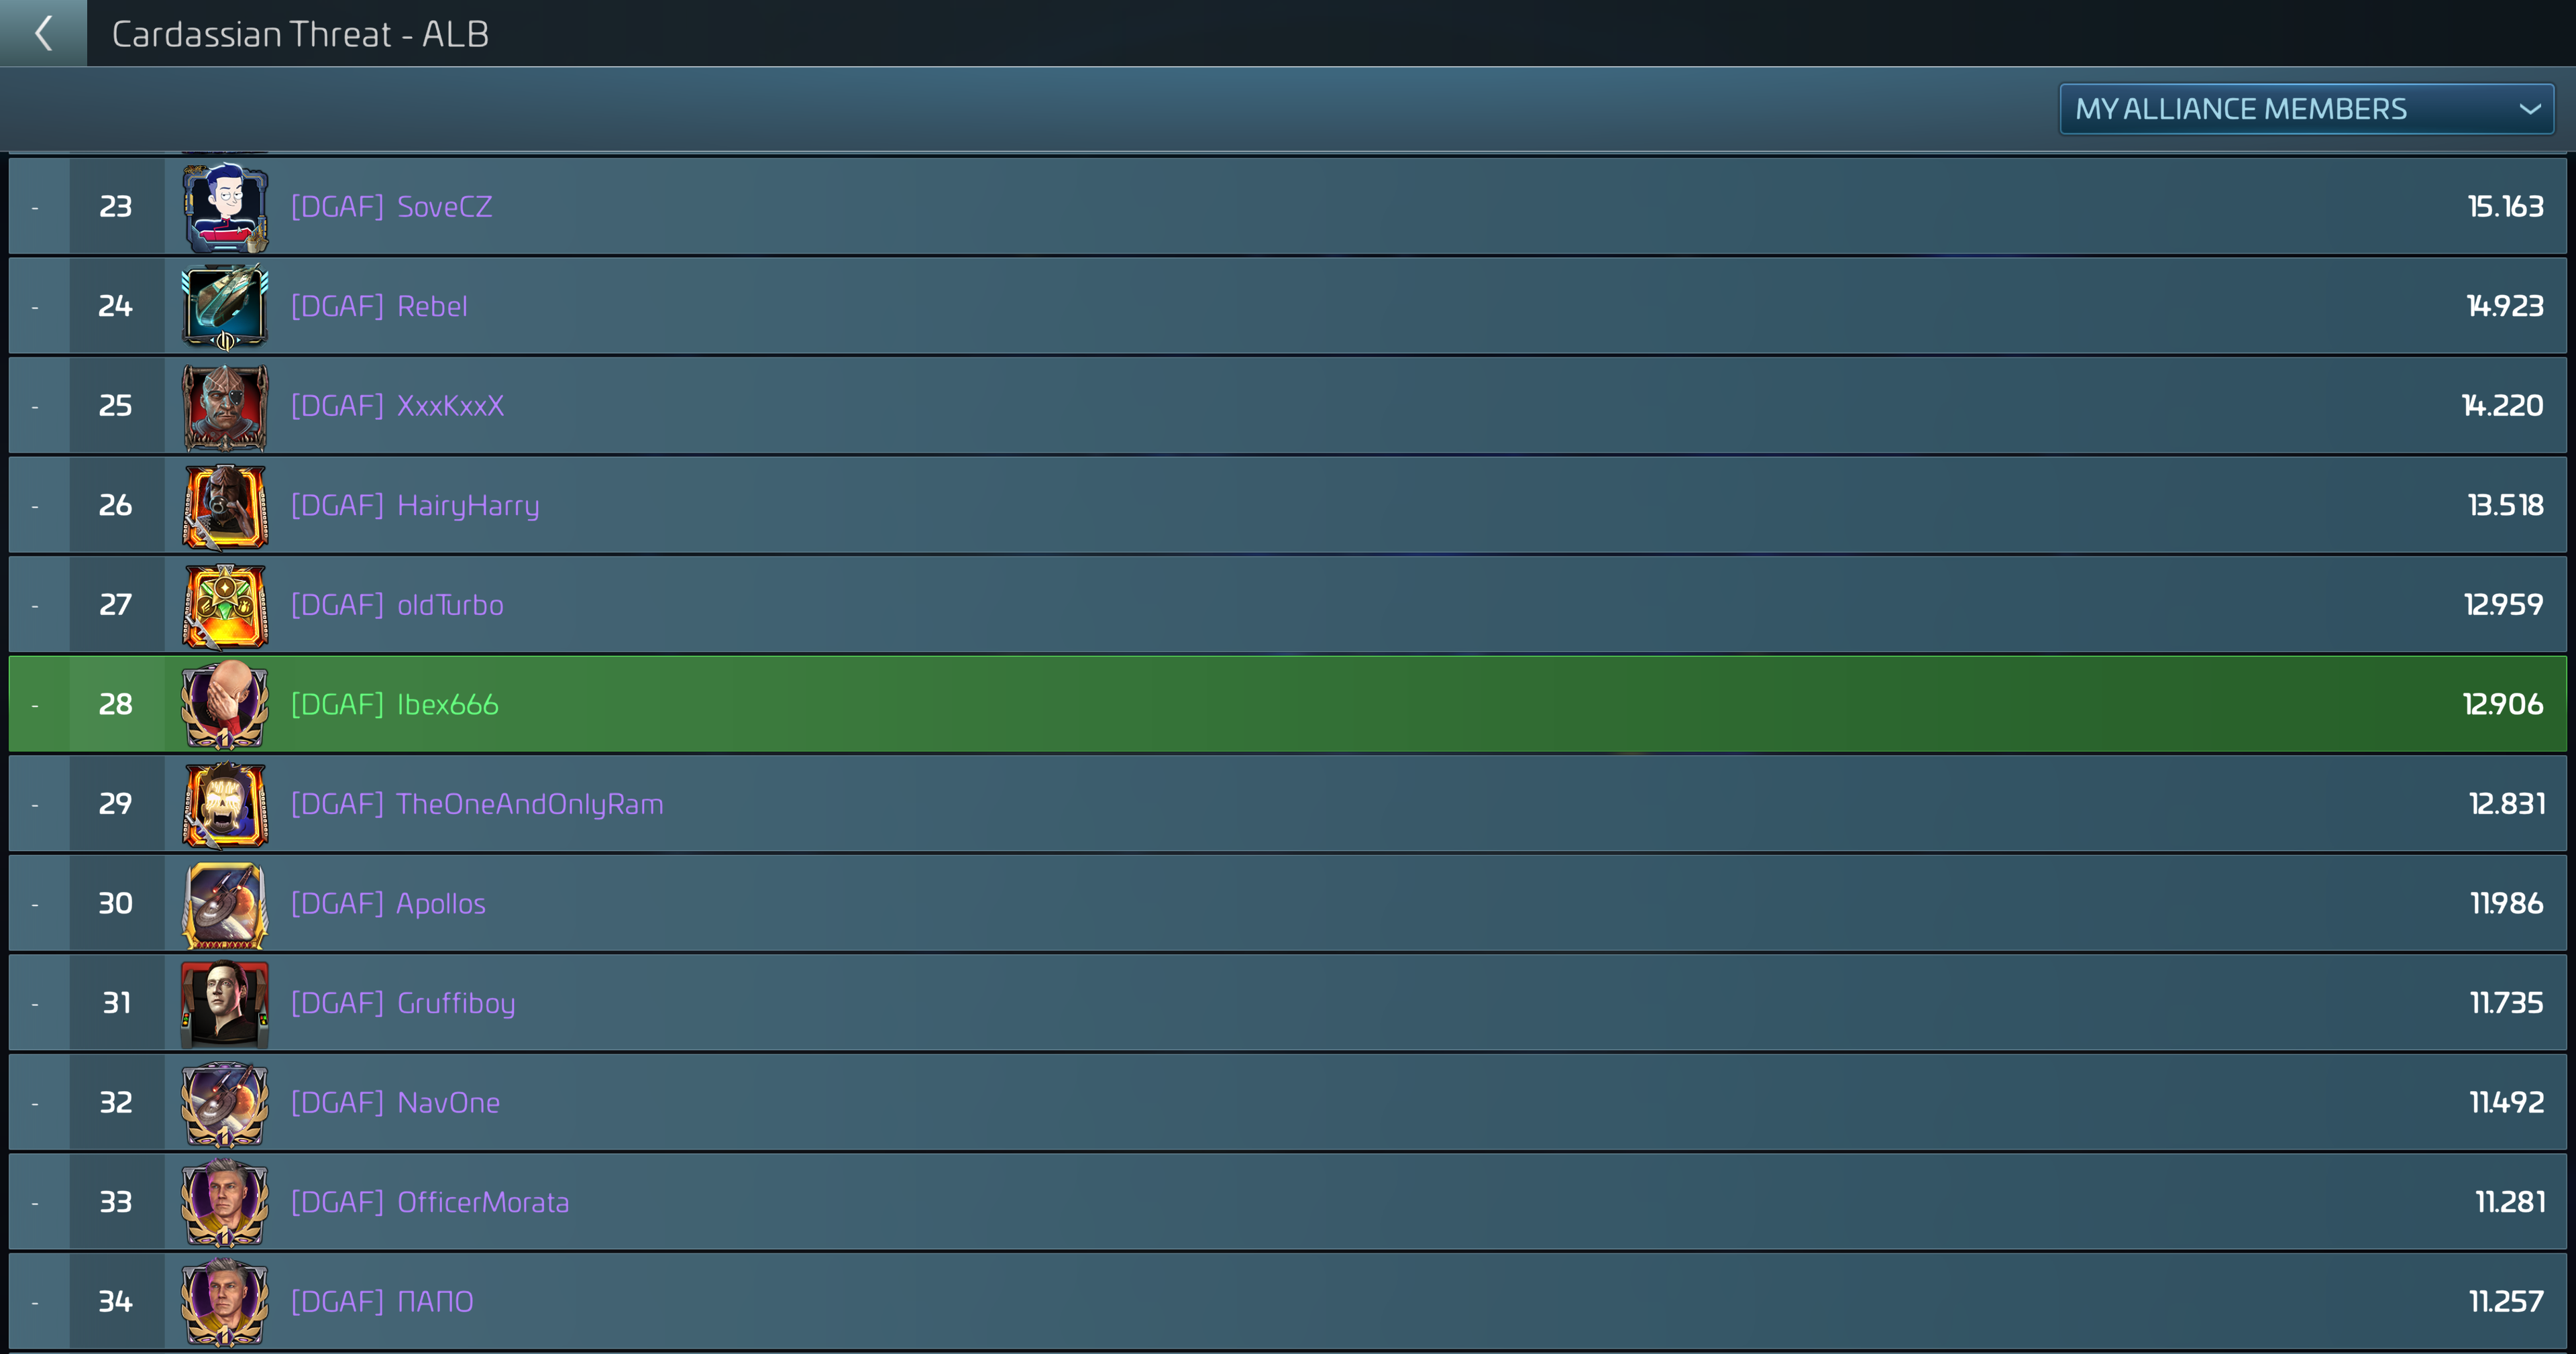 Cardassian Threat - ALB
MY ALLIANCE MEMBERS
- 23 [DGAF] SoveCZ 15.163
- 24 [DGAF] Rebel 14.923
- 25 [DGAF] XxxKxxX 14.220
- 26 [DGAF] HairyHarry 13.518
- 27 [DGAF] oldTurbo 12.959
- 28 [DGAF] Ibex666 12.906
- 29 [DGAF] TheOneAndOnlyRam 12.831
- 30 [DGAF] Apollos 11.986
- 31 [DGAF] Gruffiboy 11.735
- 32 [DGAF] NavOne 11.492
- 33 [DGAF] OfficerMorata 11.281
- 34 [DGAF] ПАПО 11.257